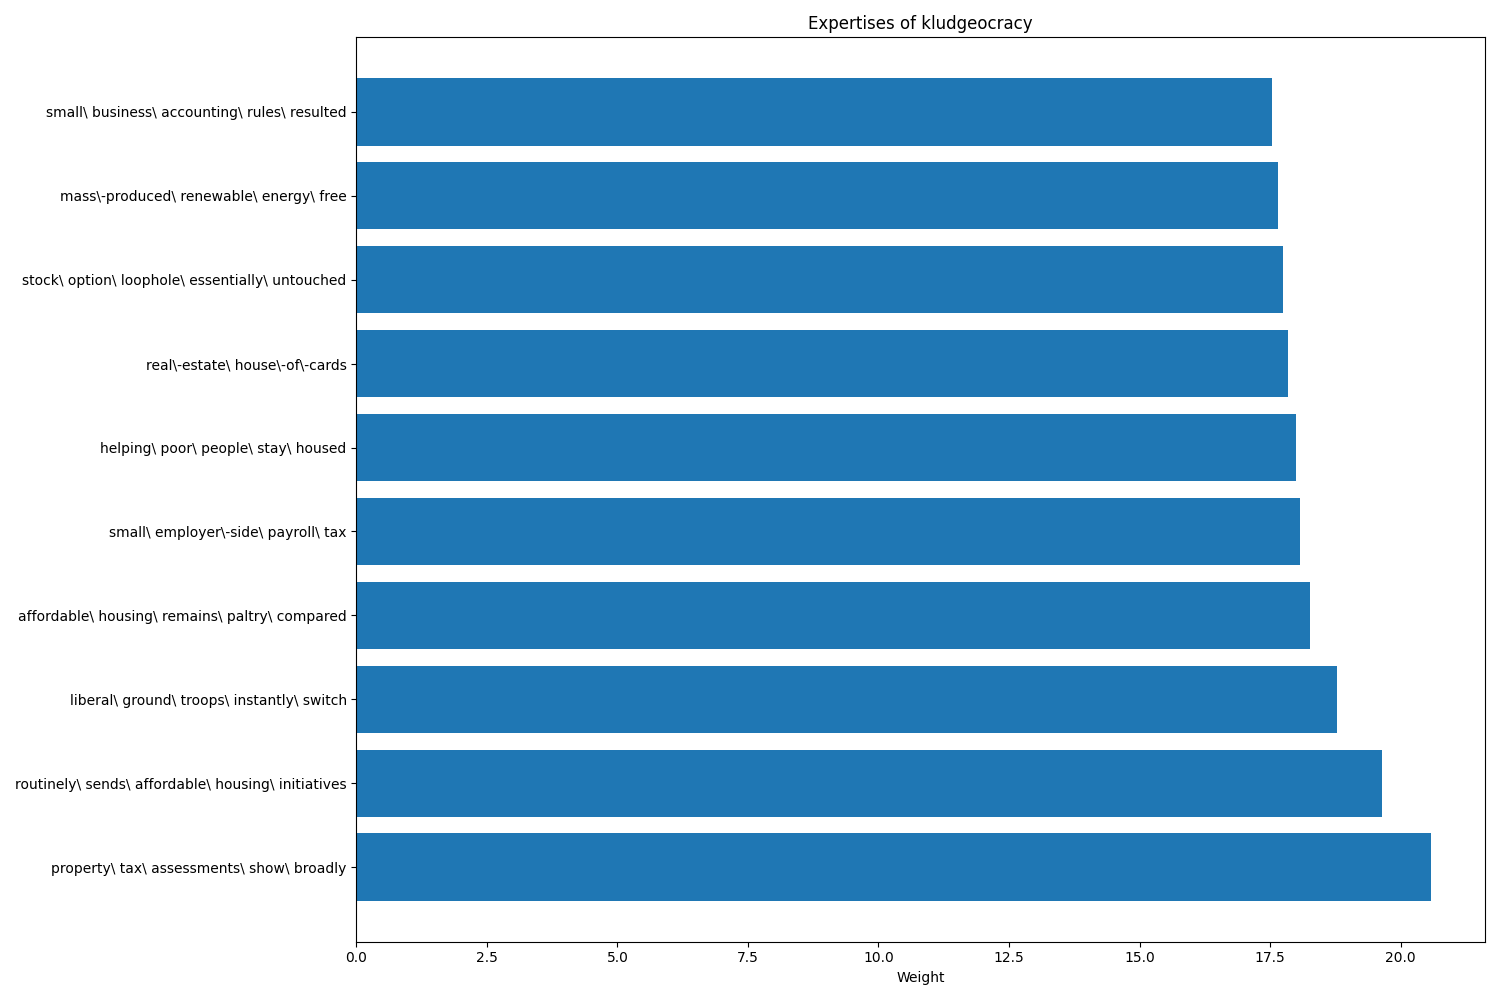 Expertises of kludgeocracy
small\ business\ accounting\ rules\ resulted
mass\-produced\ renewable\ energy\ free
stock\ option\ loophole\ essentially\ untouched
real\-estate\ house\-of\-cards
helping\ poor\ people\ stay\ housed
small\ employer\-side\ payroll\ tax
affordable\ housing\ remains\ paltry\ compared
liberal\ ground\ troops\ instantly\ switch
routinely\ sends\ affordable\ housing\ initiatives
property\ tax\ assessments\ show\ broadly
0.0 2.5 5.0 7.5 10.0 12.5 15.0 17.5 20.0
Weight